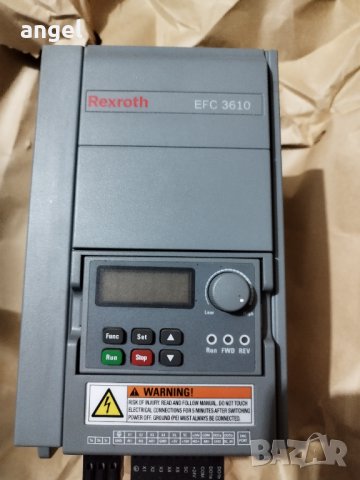 angel
Rexroth
EFC 3610
Low
Func Set
Run FWD REV
Run Stop
WARNING!
RISK OF INJURY. READ AND FOLLOW MANUAL, DO NOT TOUCH
ELECTRICAL CONNECTIONS FOR 5 MINUTES AFTER SWITCHING
POWER OFF. GROUND (PE) MUST ALWAYS BE CONNECTED.
BAZAR